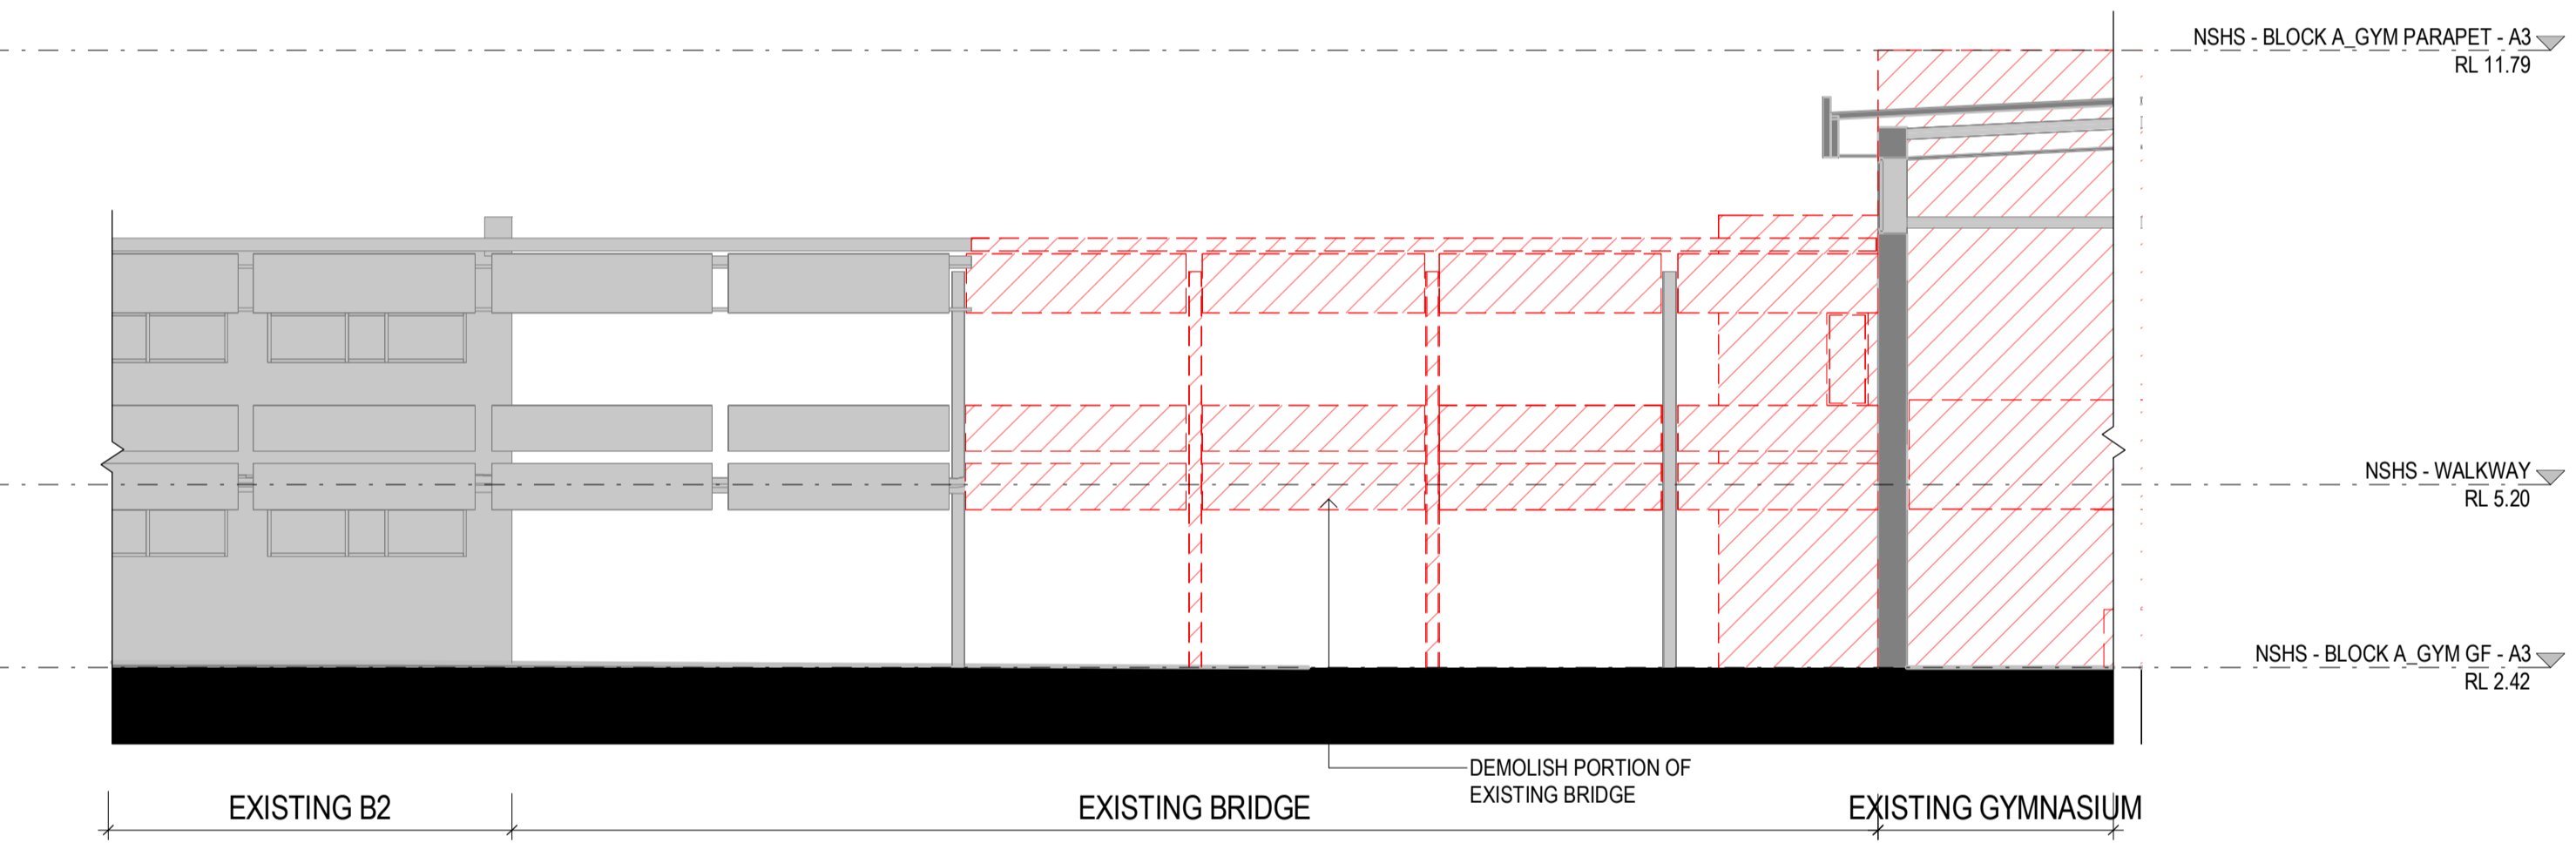 NSHS - BLOCK A_GYM PARAPET - A3
RL 11.79
NSHS - WALKWAY
RL 5.20
NSHS - BLOCK A_GYM GF - A3
RL 2.42
DEMOLISH PORTION OF
EXISTING BRIDGE
EXISTING B2
EXISTING BRIDGE
EXISTING GYMNASIUM